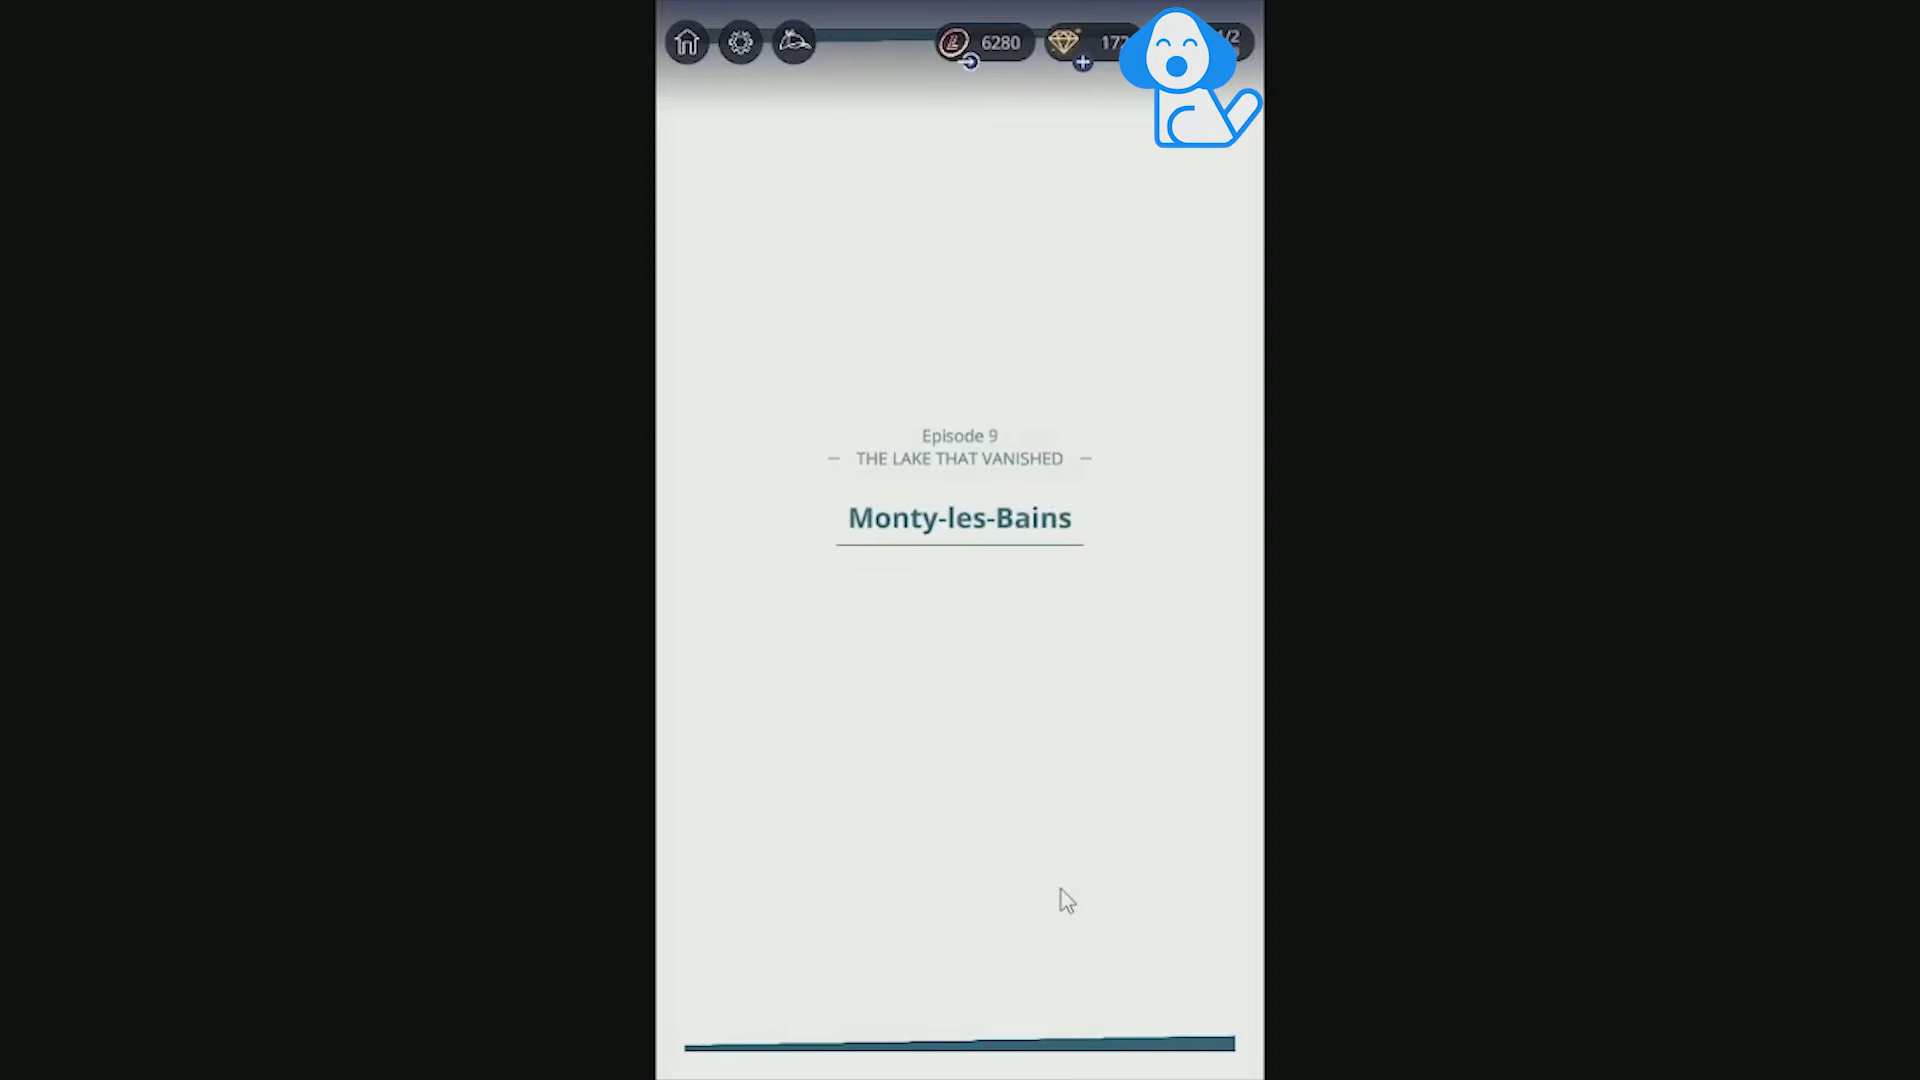 6280
Episode 9
— THE LAKE THAT VANISHED —
Monty-les-Bains